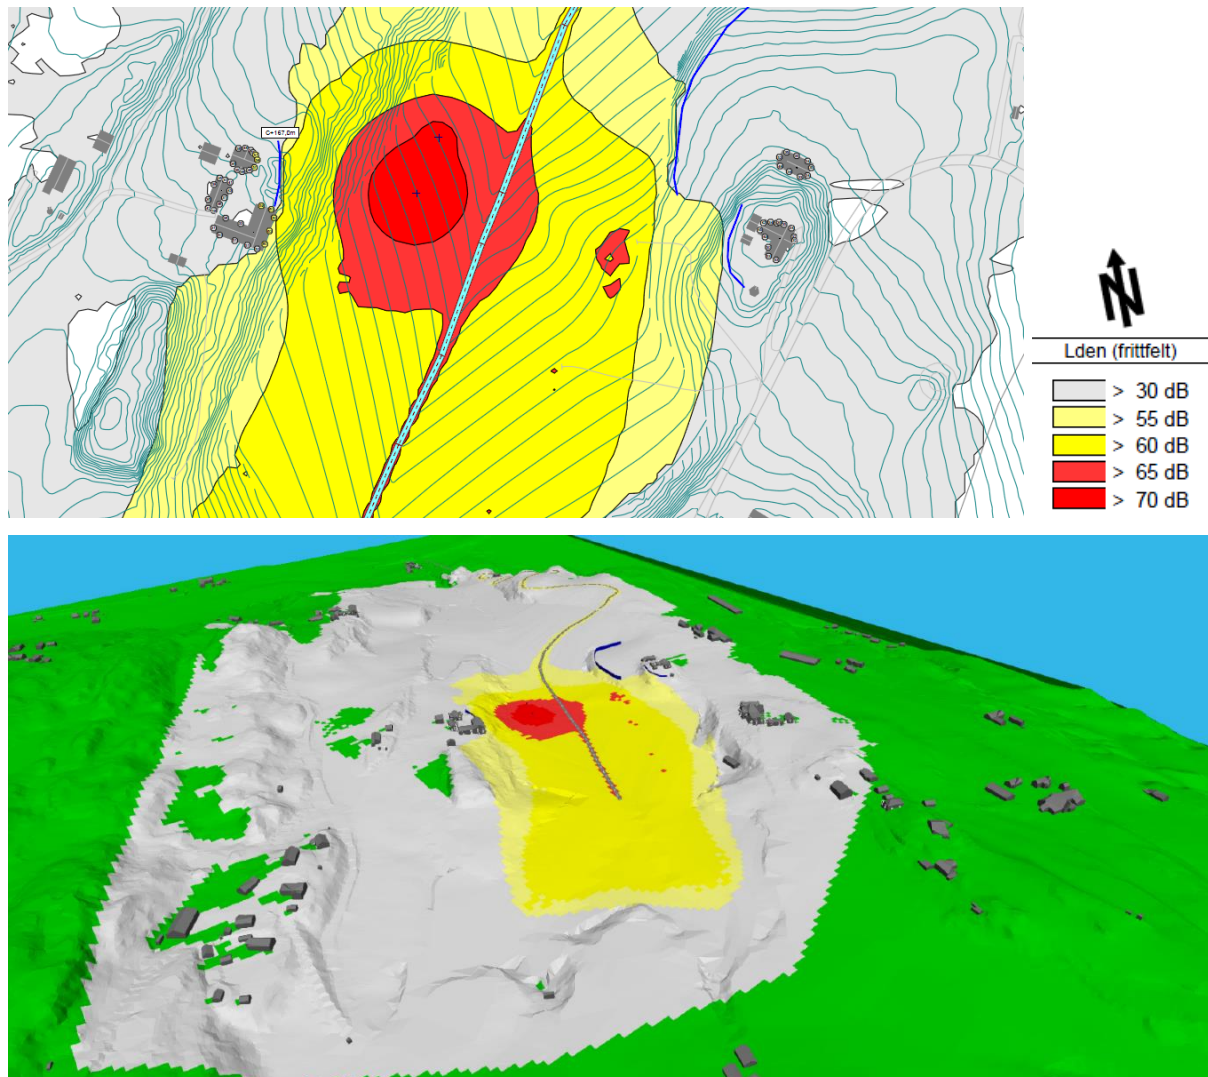 C=167,0m
N
Lden (frittfelt)
> 30 dB
> 55 dB
> 60 dB
> 65 dB
> 70 dB